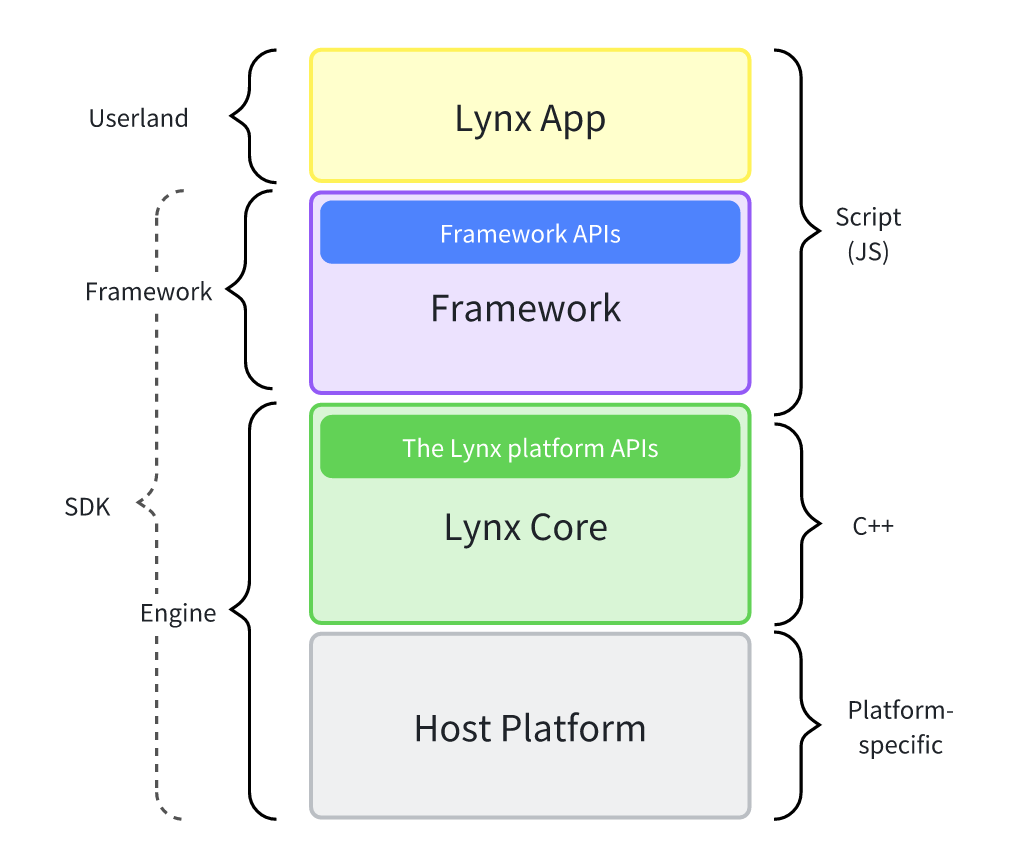 Userland
Lynx App
Script
(JS)
Framework APIs
Framework
Framework
The Lynx platform APIs
SDK
Lynx Core
C++
Engine
Host Platform
Platform-
specific